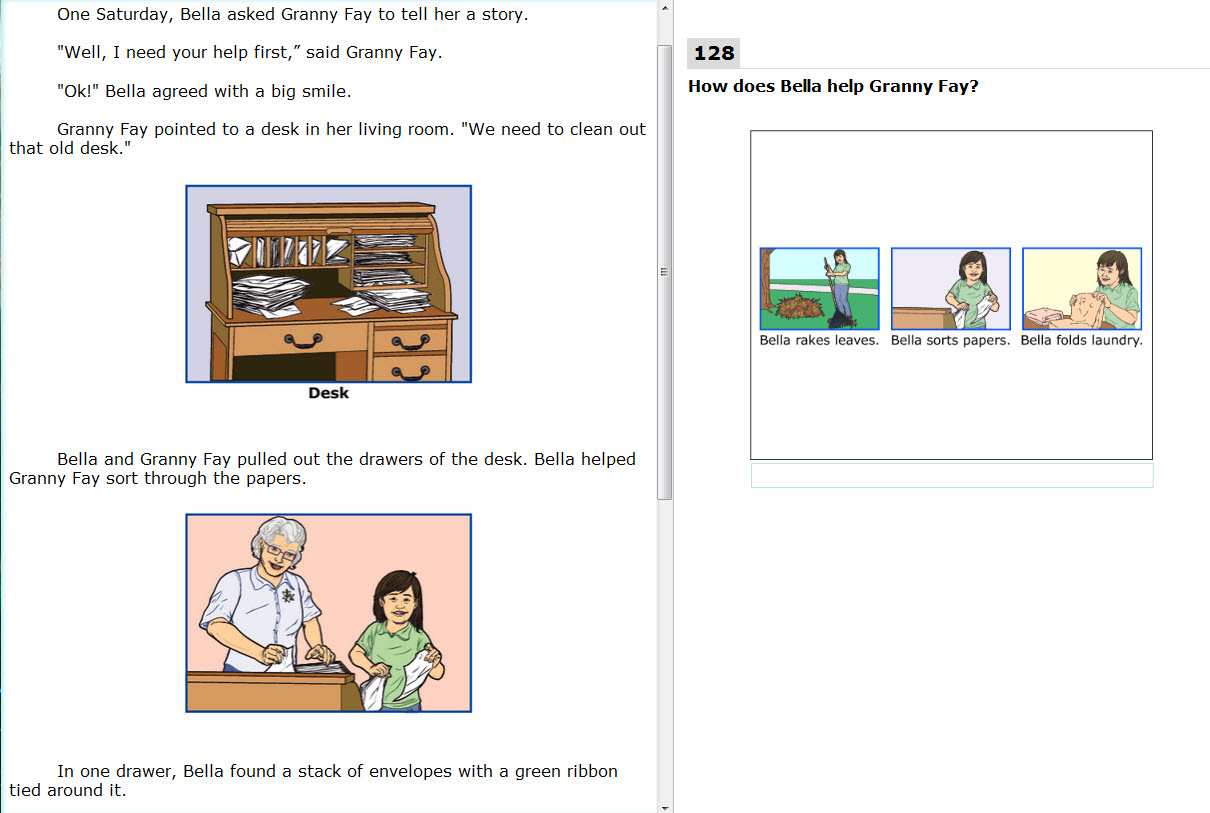 One Saturday, Bella asked Granny Fay to tell her a story.
"Well, I need your help first,” said Granny Fay.
"Ok!" Bella agreed with a big smile.
Granny Fay pointed to a desk in her living room. "We need to clean out
that old desk."
Desk
Bella and Granny Fay pulled out the drawers of the desk. Bella helped
Granny Fay sort through the papers.
In one drawer, Bella found a stack of envelopes with a green ribbon
tied around it.
128
How does Bella help Granny Fay?
Bella rakes leaves. Bella sorts papers. Bella folds laundry.